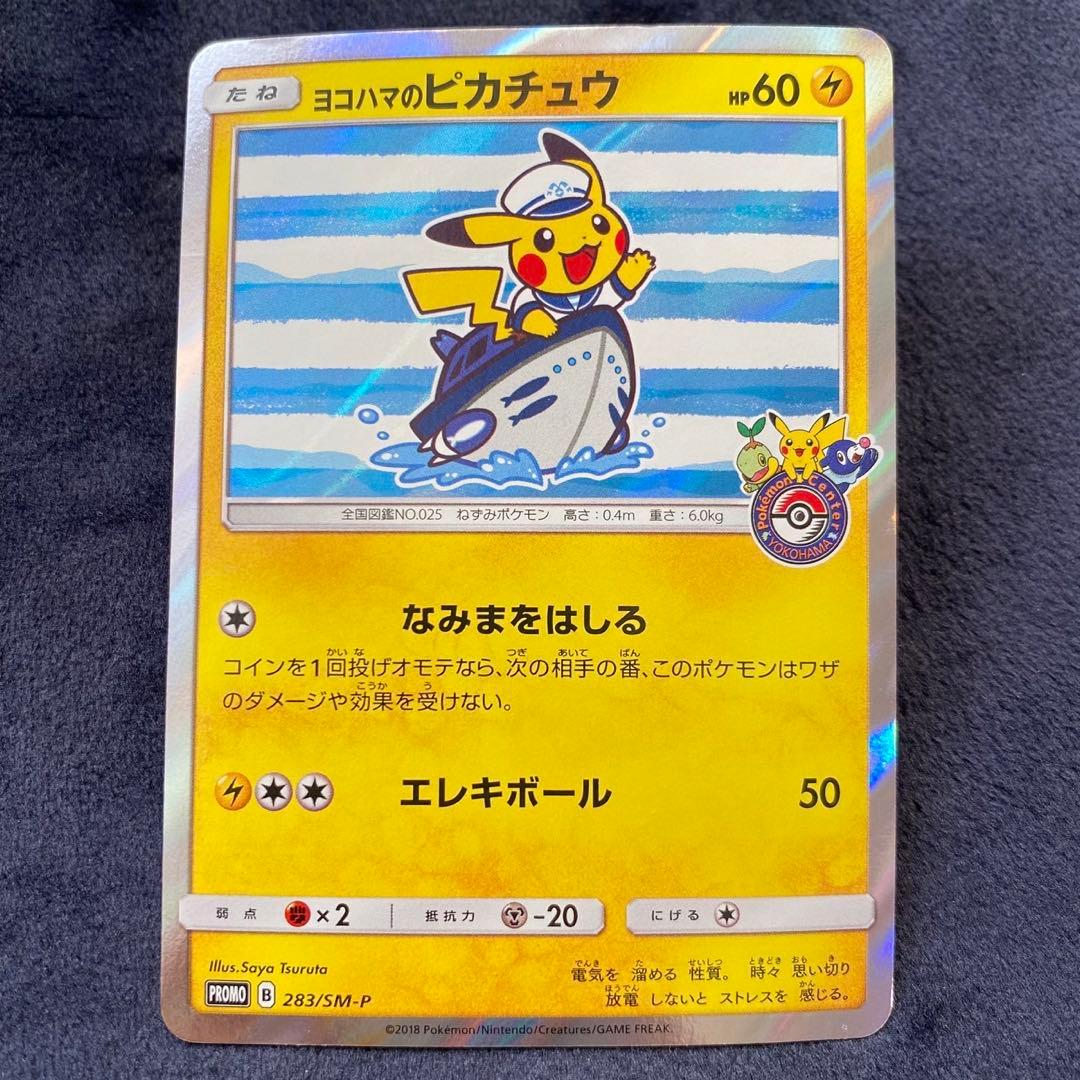 たね ヨコハマのピカチュウ HP60
Pokémon Center
YOKOHAMA
全国図鑑NO.025 ねずみポケモン 高さ:0.4m 重さ:6.0kg
なみまをはしる
コインを1回投げオモテなら、次の相手の番、このポケモンはワザ
のダメージや効果を受けない。
エレキボール 50
弱点 ×2 抵抗力 -20 にげる
Illus.Saya Tsuruta
電気を 溜める 性質。 時々 思い切り
放電 しないと ストレスを 感じる。
PROMO B 283/SM-P
©2018 Pokémon/Nintendo/Creatures/GAME FREAK.